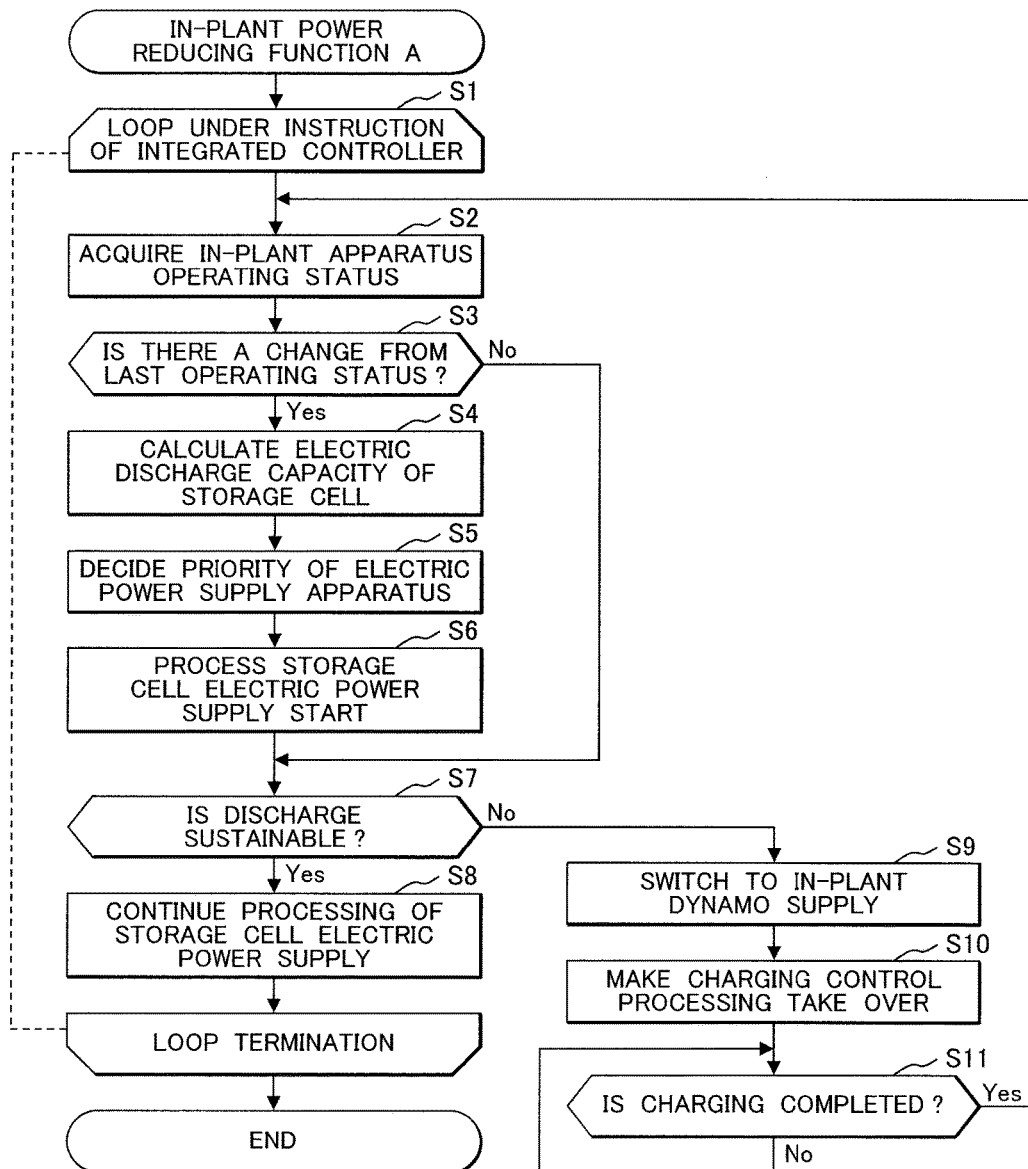 IN-PLANT POWER
REDUCING FUNCTION A
S1
LOOP UNDER INSTRUCTION
OF INTEGRATED CONTROLLER
S2
ACQUIRE IN-PLANT APPARATUS
OPERATING STATUS
S3
IS THERE A CHANGE FROM
LAST OPERATING STATUS ?
No
Yes
S4
CALCULATE ELECTRIC
DISCHARGE CAPACITY OF
STORAGE CELL
S5
DECIDE PRIORITY OF ELECTRIC
POWER SUPPLY APPARATUS
S6
PROCESS STORAGE
CELL ELECTRIC POWER
SUPPLY START
S7
IS DISCHARGE
SUSTAINABLE ?
No
Yes
S8
CONTINUE PROCESSING OF
STORAGE CELL ELECTRIC
POWER SUPPLY
LOOP TERMINATION
END
S9
SWITCH TO IN-PLANT
DYNAMO SUPPLY
S10
MAKE CHARGING CONTROL
PROCESSING TAKE OVER
S11
IS CHARGING COMPLETED ?
Yes
No